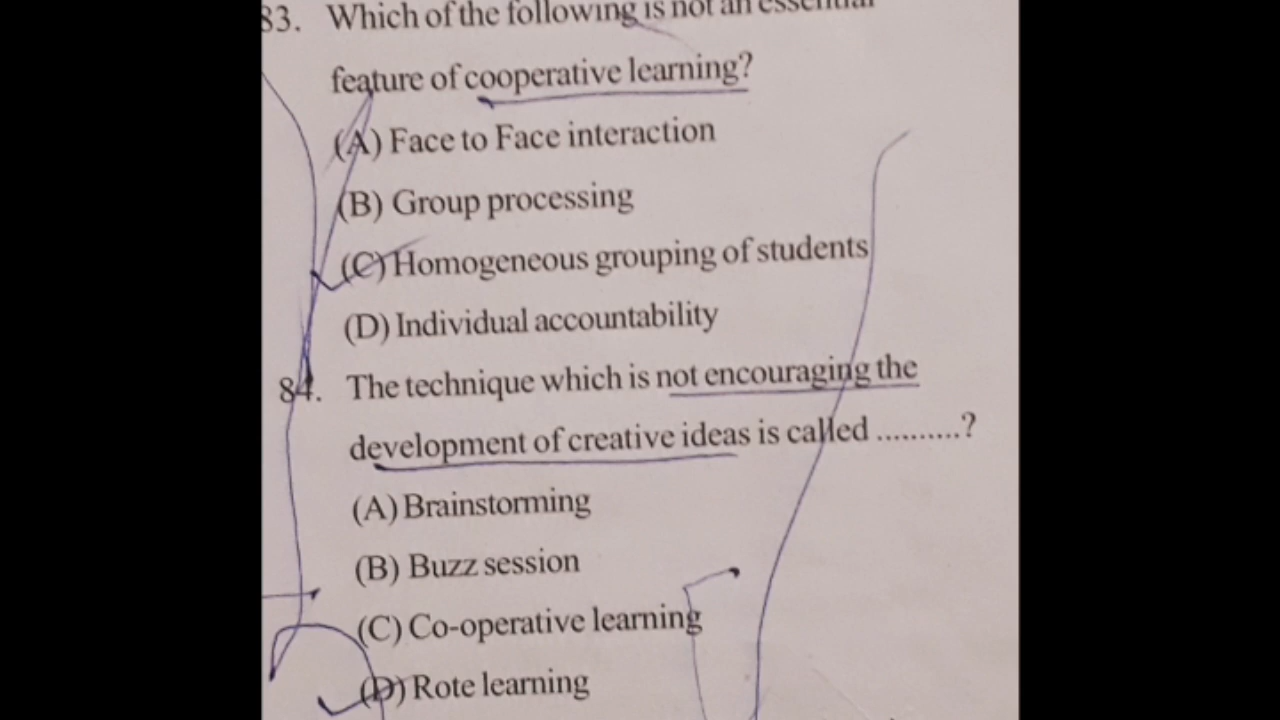 83. Which of the following is not an essential
feature of cooperative learning?
(A) Face to Face interaction
(B) Group processing
(C) Homogeneous grouping of students
(D) Individual accountability
84. The technique which is not encouraging the
development of creative ideas is called ..........?
(A) Brainstorming
(B) Buzz session
(C) Co-operative learning
(D) Rote learning